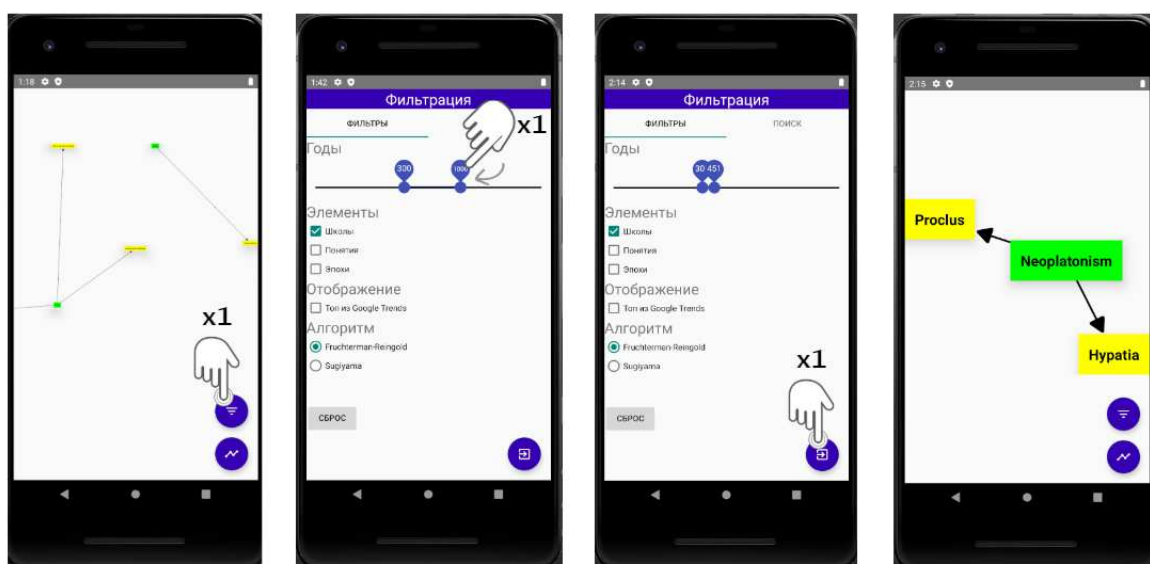 1:18
x1
1:42
Фильтрация
ФИЛЬТРЫ
x1
Годы
300 1000
Элементы
Школы
Понятия
Эпохи
Отображение
Топ из Google Trends
Алгоритм
Fruchterman-Reingold
Sugiyama
СБРОС
2:14
Фильтрация
ФИЛЬТРЫ ПОИСК
Годы
30 451
Элементы
Школы
Понятия
Эпохи
Отображение
Топ из Google Trends
Алгоритм
Fruchterman-Reingold
Sugiyama
x1
СБРОС
2:15
Proclus
Neoplatonism
Hypatia